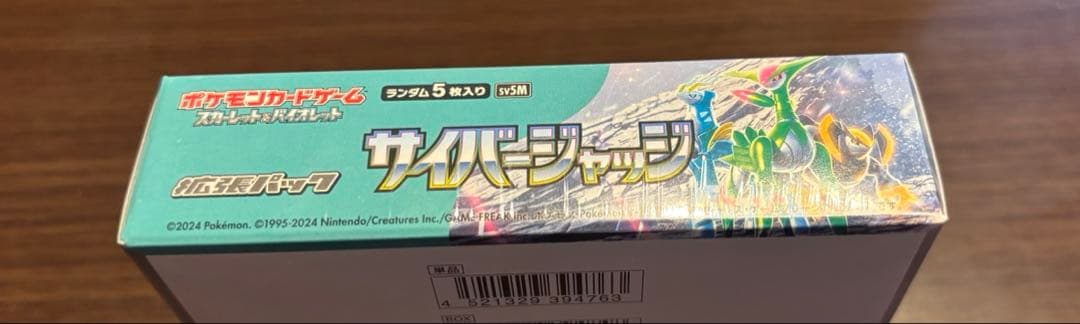 ポケモンカードゲーム
スカーレット&バイオレット
ランダム5枚入り sv5M
サイバージャッジ
拡張パック
©2024 Pokémon. ©1995-2024 Nintendo/Creatures Inc./GAME FREAK inc.
単品
4 521329 394763
BOX